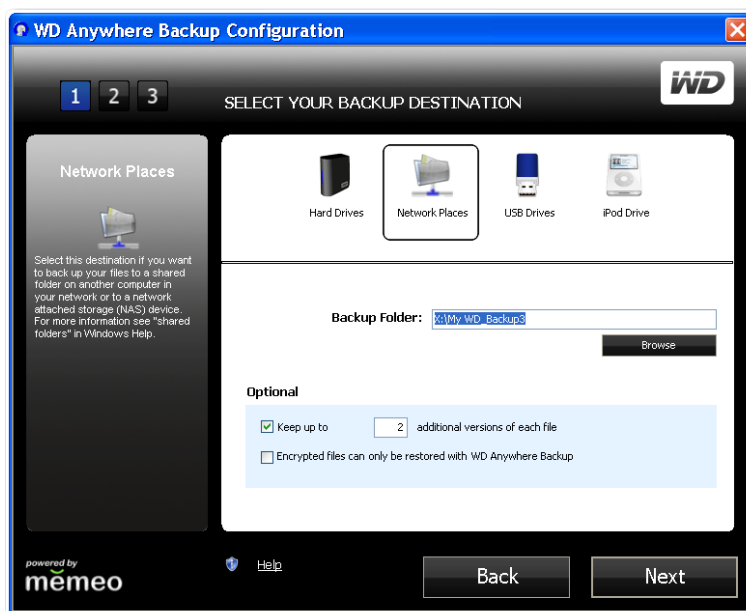 WD Anywhere Backup Configuration
1 2 3
SELECT YOUR BACKUP DESTINATION
WD
Network Places
Select this destination if you want
to back up your files to a shared
folder on another computer in
your network or to a network
attached storage (NAS) device.
For more information see "shared
folders" in Windows Help.
Hard Drives
Network Places
USB Drives
iPod Drive
Backup Folder: X:\My WD_Backup3
Browse
Optional
Keep up to 2 additional versions of each file
Encrypted files can only be restored with WD Anywhere Backup
powered by
měmeo
Help
Back
Next